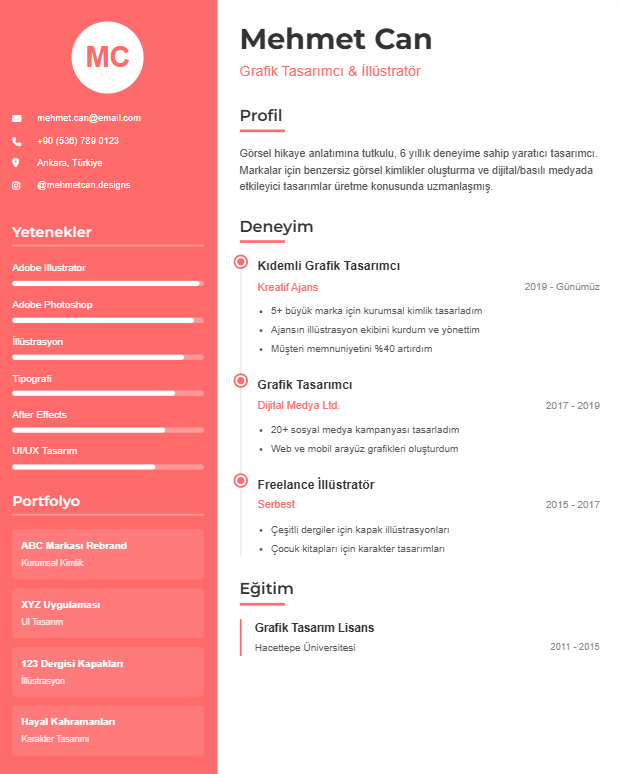 MC
mehmet.can@email.com
+90 (536) 789 0123
Ankara, Türkiye
@mehmetcan.designs
Yetenekler
Adobe Illustrator
Adobe Photoshop
İllüstrasyon
Tipografi
After Effects
UI/UX Tasarım
Portfolyo
ABC Markası Rebrand
Kurumsal Kimlik
XYZ Uygulaması
UI Tasarım
123 Dergisi Kapakları
İllüstrasyon
Hayal Kahramanları
Karakter Tasarımı
Mehmet Can
Grafik Tasarımcı & İllüstratör
Profil
Görsel hikaye anlatımına tutkulu, 6 yıllık deneyime sahip yaratıcı tasarımcı.
Markalar için benzersiz görsel kimlikler oluşturma ve dijital/basılı medyada
etkileyici tasarımlar üretme konusunda uzmanlaşmış.
Deneyim
Kıdemli Grafik Tasarımcı
Kreatif Ajans 2019 - Günümüz
• 5+ büyük marka için kurumsal kimlik tasarladım
• Ajansın illüstrasyon ekibini kurdum ve yönettim
• Müşteri memnuniyetini %40 artırdım
Grafik Tasarımcı
Dijital Medya Ltd. 2017 - 2019
• 20+ sosyal medya kampanyası tasarladım
• Web ve mobil arayüz grafikleri oluşturdum
Freelance İllüstratör
Serbest 2015 - 2017
• Çeşitli dergiler için kapak illüstrasyonları
• Çocuk kitapları için karakter tasarımları
Eğitim
Grafik Tasarım Lisans
Hacettepe Üniversitesi 2011 - 2015